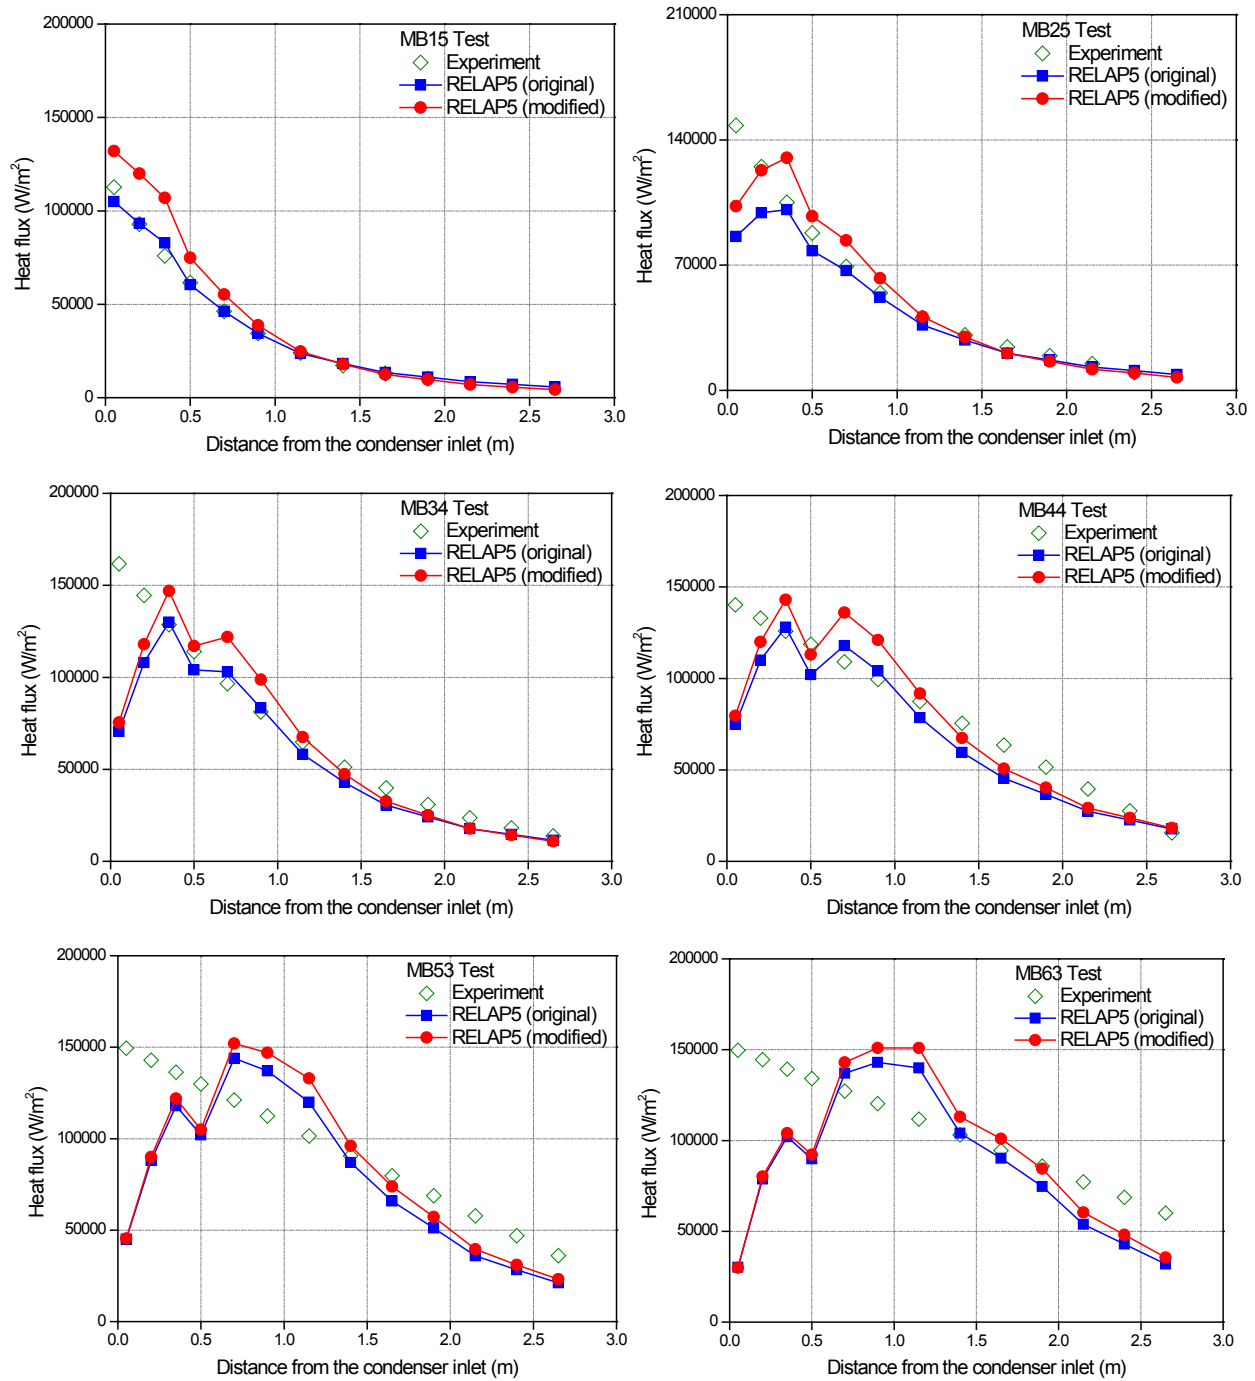 MB15 Test
Experiment
RELAP5 (original)
RELAP5 (modified)
200000
150000
100000
50000
0
Heat flux (W/m²)
0.0 0.5 1.0 1.5 2.0 2.5 3.0
Distance from the condenser inlet (m)
MB25 Test
Experiment
RELAP5 (original)
RELAP5 (modified)
210000
140000
70000
0
Heat flux (W/m²)
0.0 0.5 1.0 1.5 2.0 2.5 3.0
Distance from the condenser inlet (m)
MB34 Test
Experiment
RELAP5 (original)
RELAP5 (modified)
200000
150000
100000
50000
0
Heat flux (W/m²)
0.0 0.5 1.0 1.5 2.0 2.5 3.0
Distance from the condenser inlet (m)
MB44 Test
Experiment
RELAP5 (original)
RELAP5 (modified)
200000
150000
100000
50000
0
Heat flux (W/m²)
0.0 0.5 1.0 1.5 2.0 2.5 3.0
Distance from the condenser inlet (m)
MB53 Test
Experiment
RELAP5 (original)
RELAP5 (modified)
200000
150000
100000
50000
0
Heat flux (W/m²)
0.0 0.5 1.0 1.5 2.0 2.5 3.0
Distance from the condenser inlet (m)
MB63 Test
Experiment
RELAP5 (original)
RELAP5 (modified)
200000
150000
100000
50000
0
Heat flux (W/m²)
0.0 0.5 1.0 1.5 2.0 2.5 3.0
Distance from the condenser inlet (m)